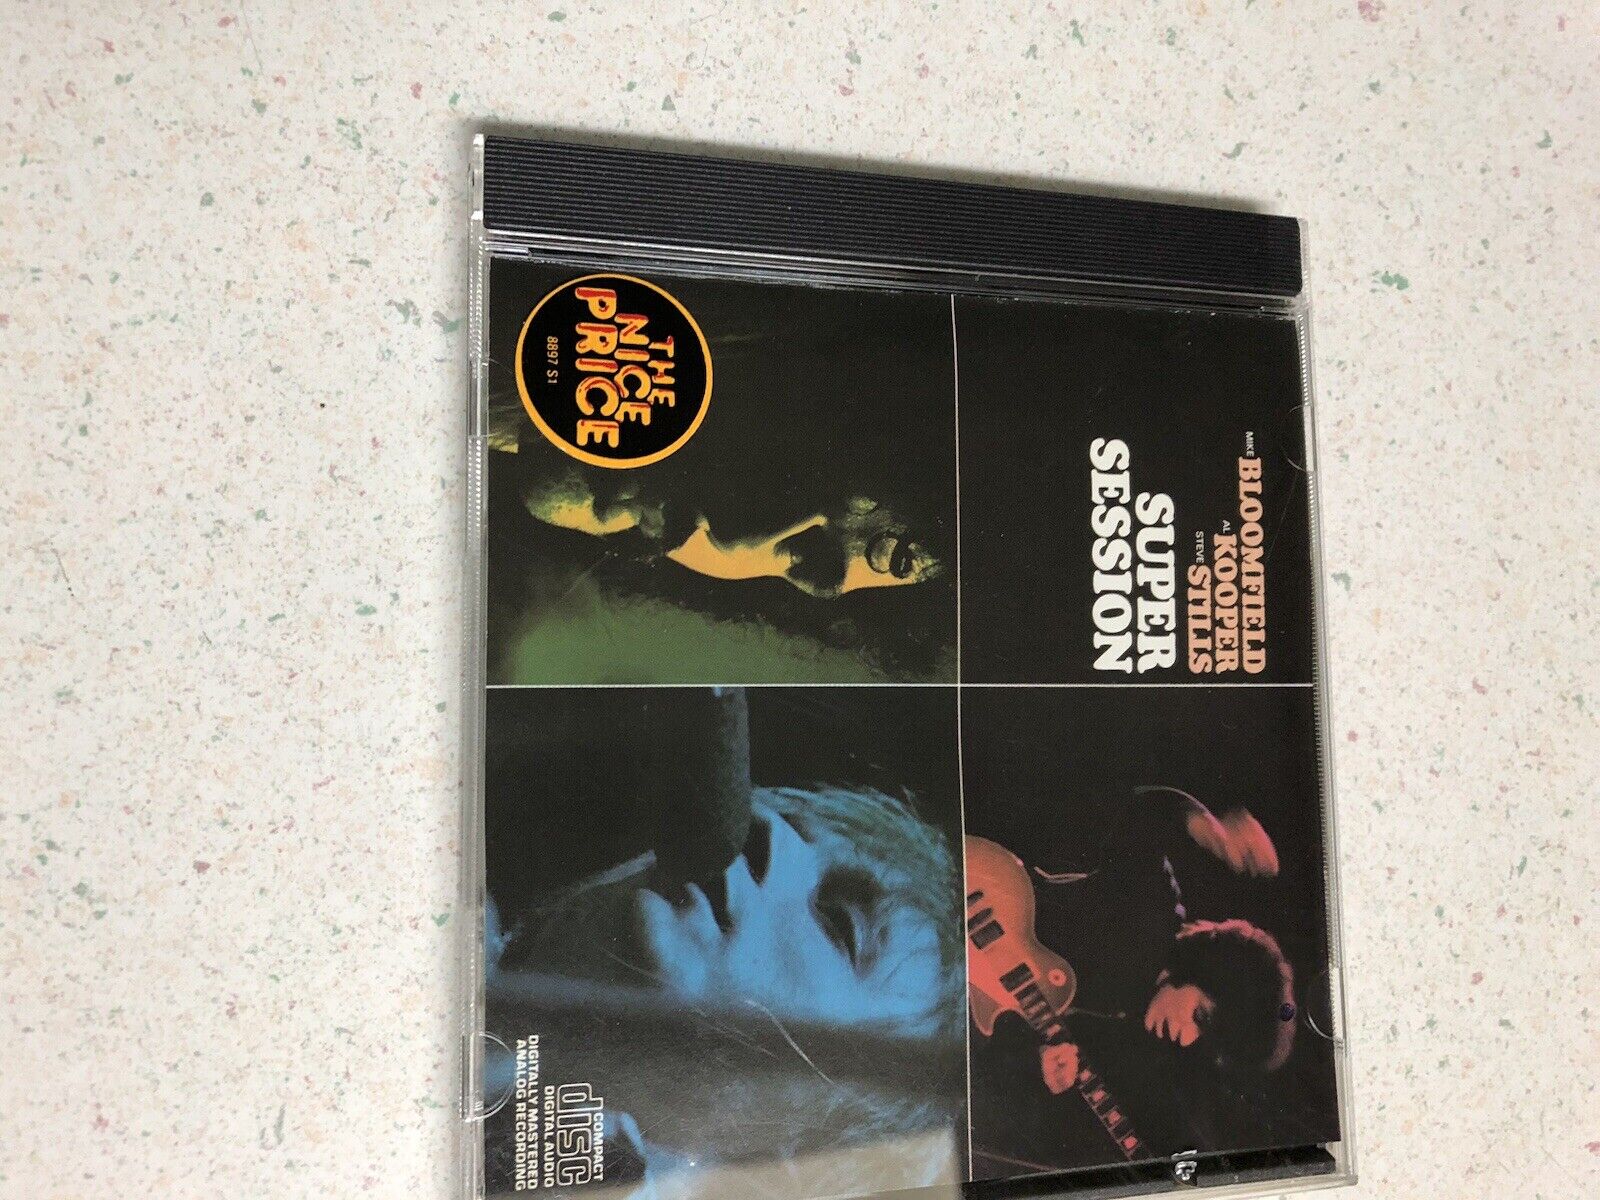 MIKE BLOOMFIELD
AL KOOPER
STEVE STILLS
SUPER
SESSION
THE
NICE
PRICE
8897 S1
COMPACT
disc
DIGITAL AUDIO
DIGITALLY MASTERED
ANALOG RECORDING